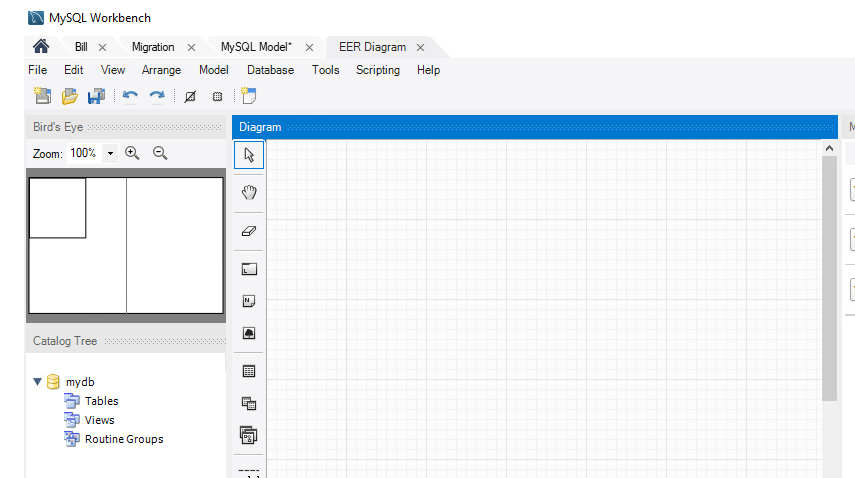 MySQL Workbench
Bill Migration MySQL Model* EER Diagram
File Edit View Arrange Model Database Tools Scripting Help
Bird's Eye
Diagram
M
Zoom: 100%
L
N
Catalog Tree
mydb
Tables
Views
Routine Groups